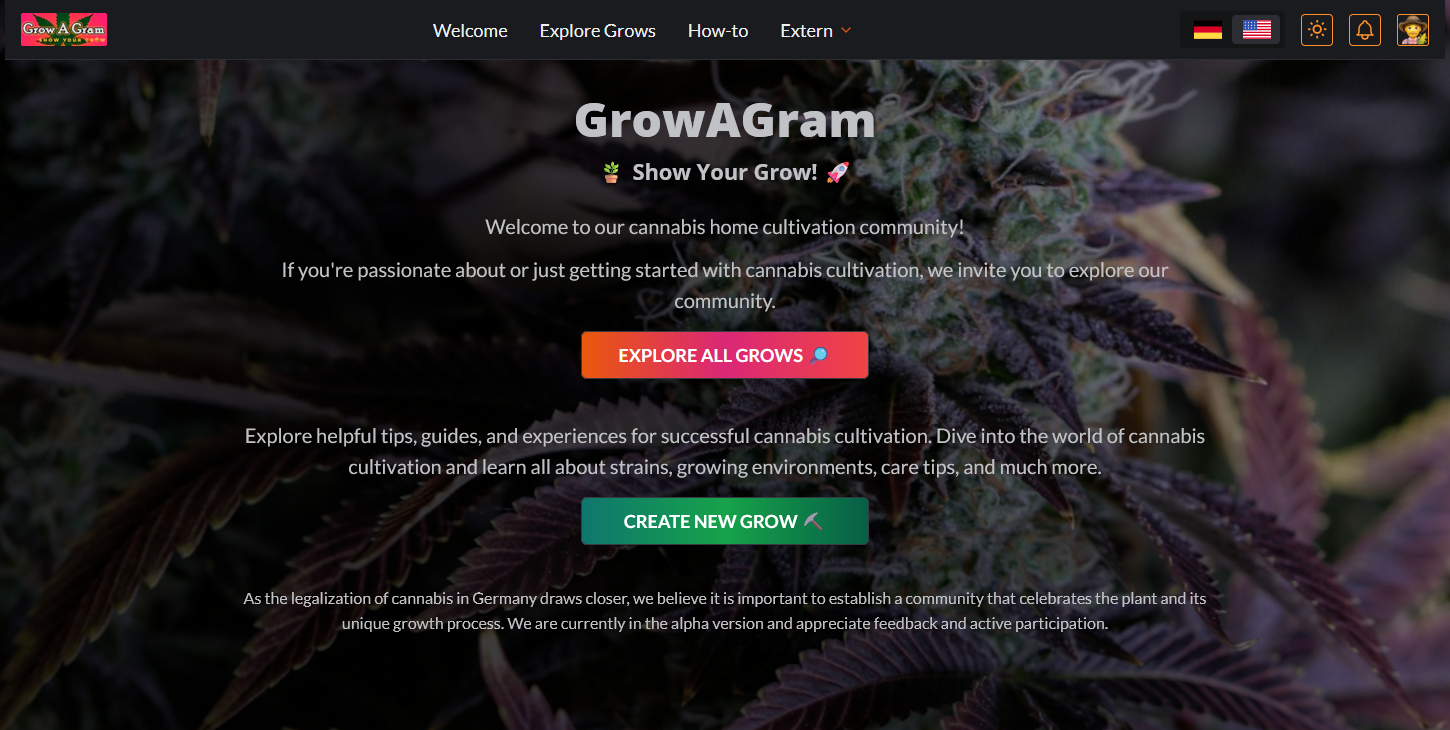 Grow A Gram
SHOW YOUR GROW
Welcome
Explore Grows
How-to
Extern
GrowAGram
Show Your Grow!
Welcome to our cannabis home cultivation community!
If you're passionate about or just getting started with cannabis cultivation, we invite you to explore our
community.
EXPLORE ALL GROWS
Explore helpful tips, guides, and experiences for successful cannabis cultivation. Dive into the world of cannabis
cultivation and learn all about strains, growing environments, care tips, and much more.
CREATE NEW GROW
As the legalization of cannabis in Germany draws closer, we believe it is important to establish a community that celebrates the plant and its
unique growth process. We are currently in the alpha version and appreciate feedback and active participation.